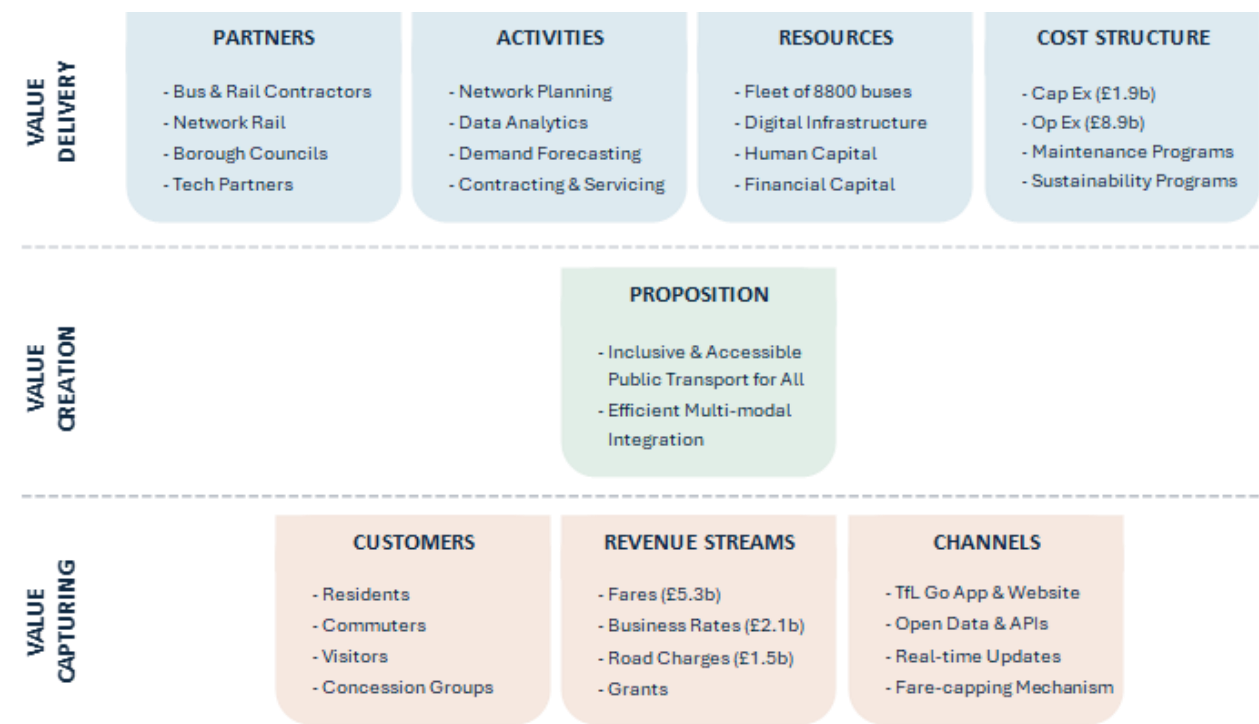 VALUE
DELIVERY
PARTNERS
- Bus & Rail Contractors
- Network Rail
- Borough Councils
- Tech Partners
ACTIVITIES
- Network Planning
- Data Analytics
- Demand Forecasting
- Contracting & Servicing
RESOURCES
- Fleet of 8800 buses
- Digital Infrastructure
- Human Capital
- Financial Capital
COST STRUCTURE
- Cap Ex (£1.9b)
- Op Ex (£8.9b)
- Maintenance Programs
- Sustainability Programs
VALUE
CREATION
PROPOSITION
- Inclusive & Accessible
Public Transport for All
- Efficient Multi-modal
Integration
VALUE
CAPTURING
CUSTOMERS
- Residents
- Commuters
- Visitors
- Concession Groups
REVENUE STREAMS
- Fares (£5.3b)
- Business Rates (£2.1b)
- Road Charges (£1.5b)
- Grants
CHANNELS
- TfL Go App & Website
- Open Data & APIs
- Real-time Updates
- Fare-capping Mechanism